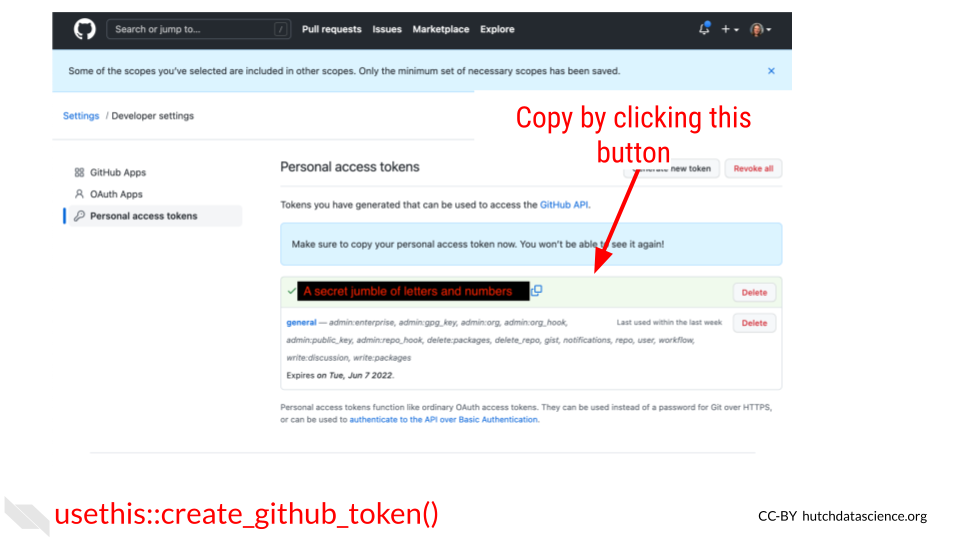 Search or jump to...
/
Pull requests Issues Marketplace Explore
Some of the scopes you've selected are included in other scopes. Only the minimum set of necessary scopes has been saved.
Settings / Developer settings
Copy by clicking this
button
GitHub Apps
OAuth Apps
Personal access tokens
Personal access tokens
Generate new token
Revoke all
Tokens you have generated that can be used to access the GitHub API.
Make sure to copy your personal access token now. You won't be able to see it again!
A secret jumble of letters and numbers
Delete
general — admin:enterprise, admin:gpg_key, admin:org, admin:org_hook,
Last used within the last week
Delete
admin:public_key, admin:repo_hook, delete:packages, delete_repo, gist, notifications, repo, user, workflow,
write:discussion, write:packages
Expires on Tue, Jun 7 2022.
Personal access tokens function like ordinary OAuth access tokens. They can be used instead of a password for Git over HTTPS,
or can be used to authenticate to the API over Basic Authentication.
usethis::create_github_token()
CC-BY hutchdatascience.org